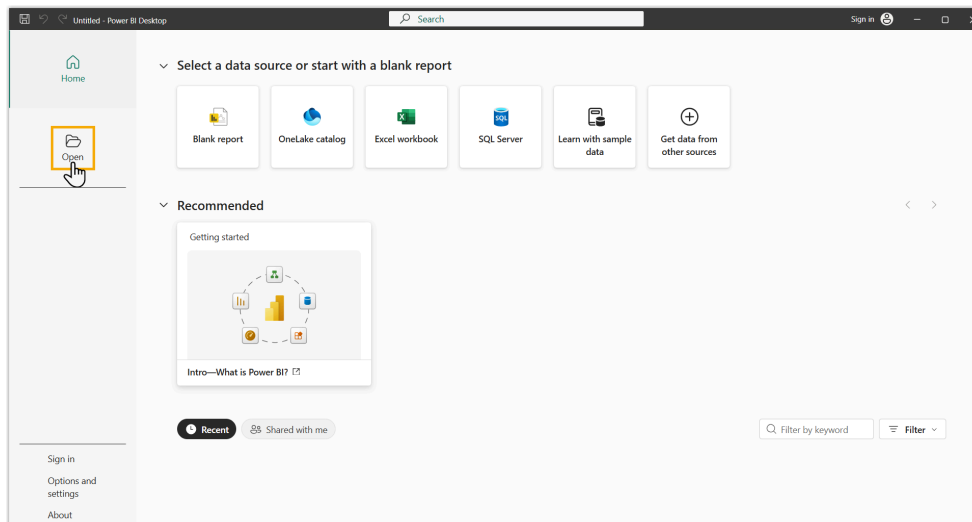 Untitled - Power BI Desktop
Search
Sign in
Home
Open
Select a data source or start with a blank report
Blank report
OneLake catalog
Excel workbook
SQL
SQL Server
Learn with sample
data
Get data from
other sources
Recommended
Getting started
Intro—What is Power BI?
Recent
Shared with me
Filter by keyword
Filter
Sign in
Options and
settings
About